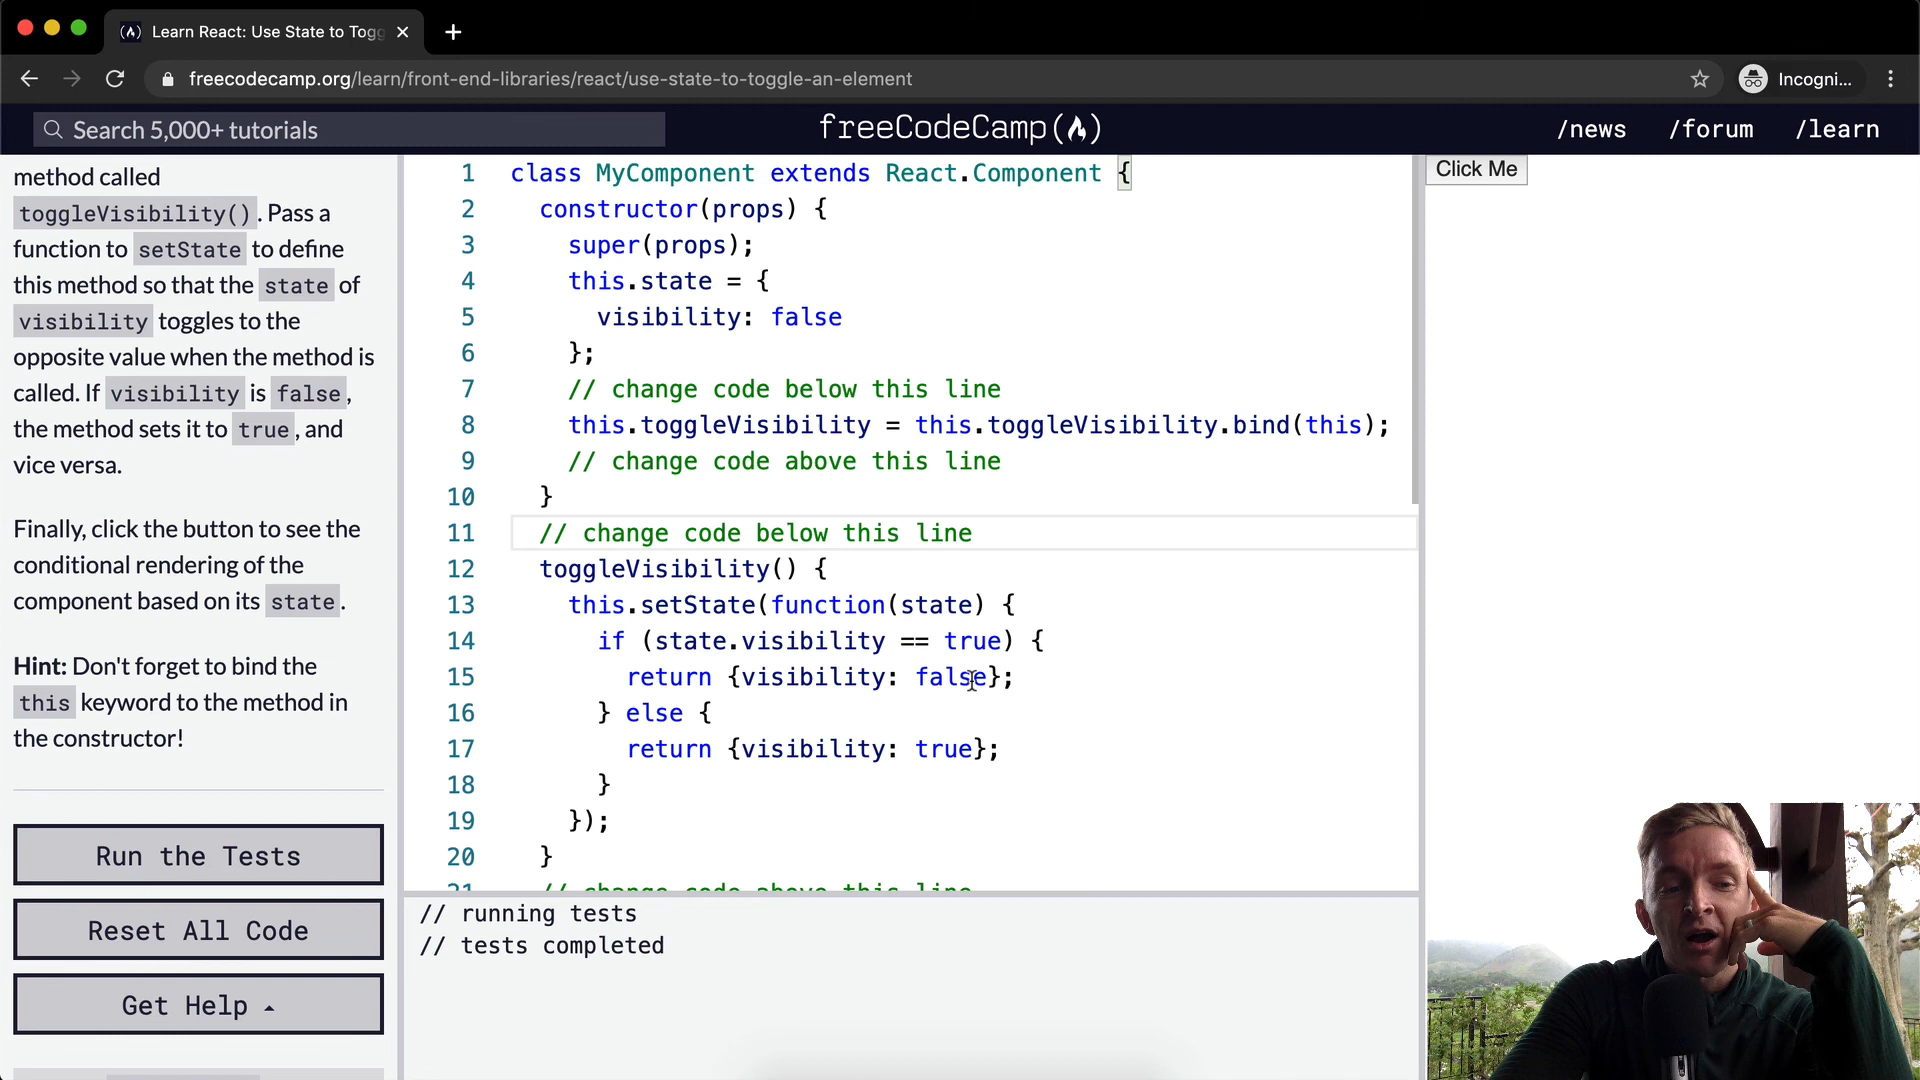 Learn React: Use State to Togg
freecodecamp.org/learn/front-end-libraries/react/use-state-to-toggle-an-element
Incogni...
Search 5,000+ tutorials
freeCodeCamp
/news /forum /learn
method called
toggleVisibility(). Pass a
function to setState to define
this method so that the state of
visibility toggles to the
opposite value when the method is
called. If visibility is false,
the method sets it to true, and
vice versa.
Finally, click the button to see the
conditional rendering of the
component based on its state.
Hint: Don't forget to bind the
this keyword to the method in
the constructor!
Run the Tests
Reset All Code
Get Help
1 class MyComponent extends React.Component {
2 constructor(props) {
3 super(props);
4 this.state = {
5 visibility: false
6 };
7 // change code below this line
8 this.toggleVisibility = this.toggleVisibility.bind(this);
9 // change code above this line
10 }
11 // change code below this line
12 toggleVisibility() {
13 this.setState(function(state) {
14 if (state.visibility == true) {
15 return {visibility: false};
16 } else {
17 return {visibility: true};
18 }
19 });
20 }
21 // change code above this line
// running tests
// tests completed
Click Me